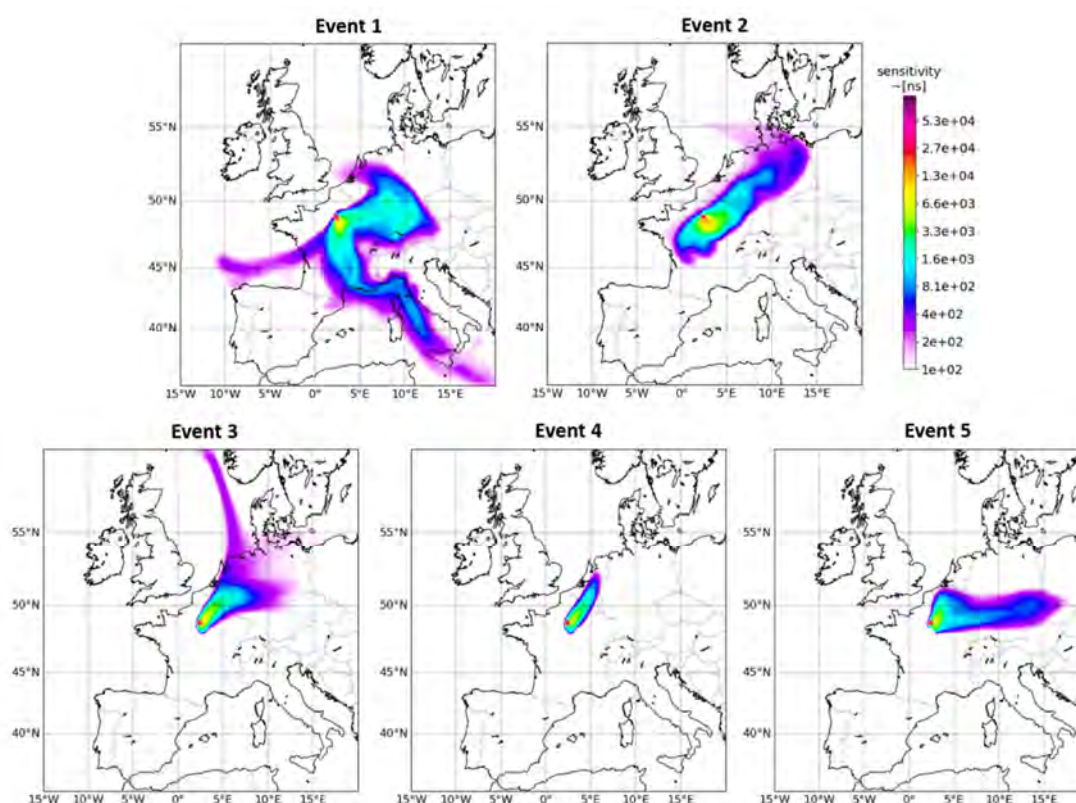 Event 1
Event 2
sensitivity
~[ns]
5.3e+04
2.7e+04
1.3e+04
6.6e+03
3.3e+03
1.6e+03
8.1e+02
4e+02
2e+02
1e+02
55°N
50°N
45°N
40°N
15°W 10°W 5°W 0° 5°E 10°E 15°E
55°N
50°N
45°N
40°N
15°W 10°W 5°W 0° 5°E 10°E 15°E
Event 3
Event 4
Event 5
55°N
50°N
45°N
40°N
15°W 10°W 5°W 0° 5°E 10°E 15°E
55°N
50°N
45°N
40°N
15°W 10°W 5°W 0° 5°E 10°E 15°E
55°N
50°N
45°N
40°N
15°W 10°W 5°W 0° 5°E 10°E 15°E